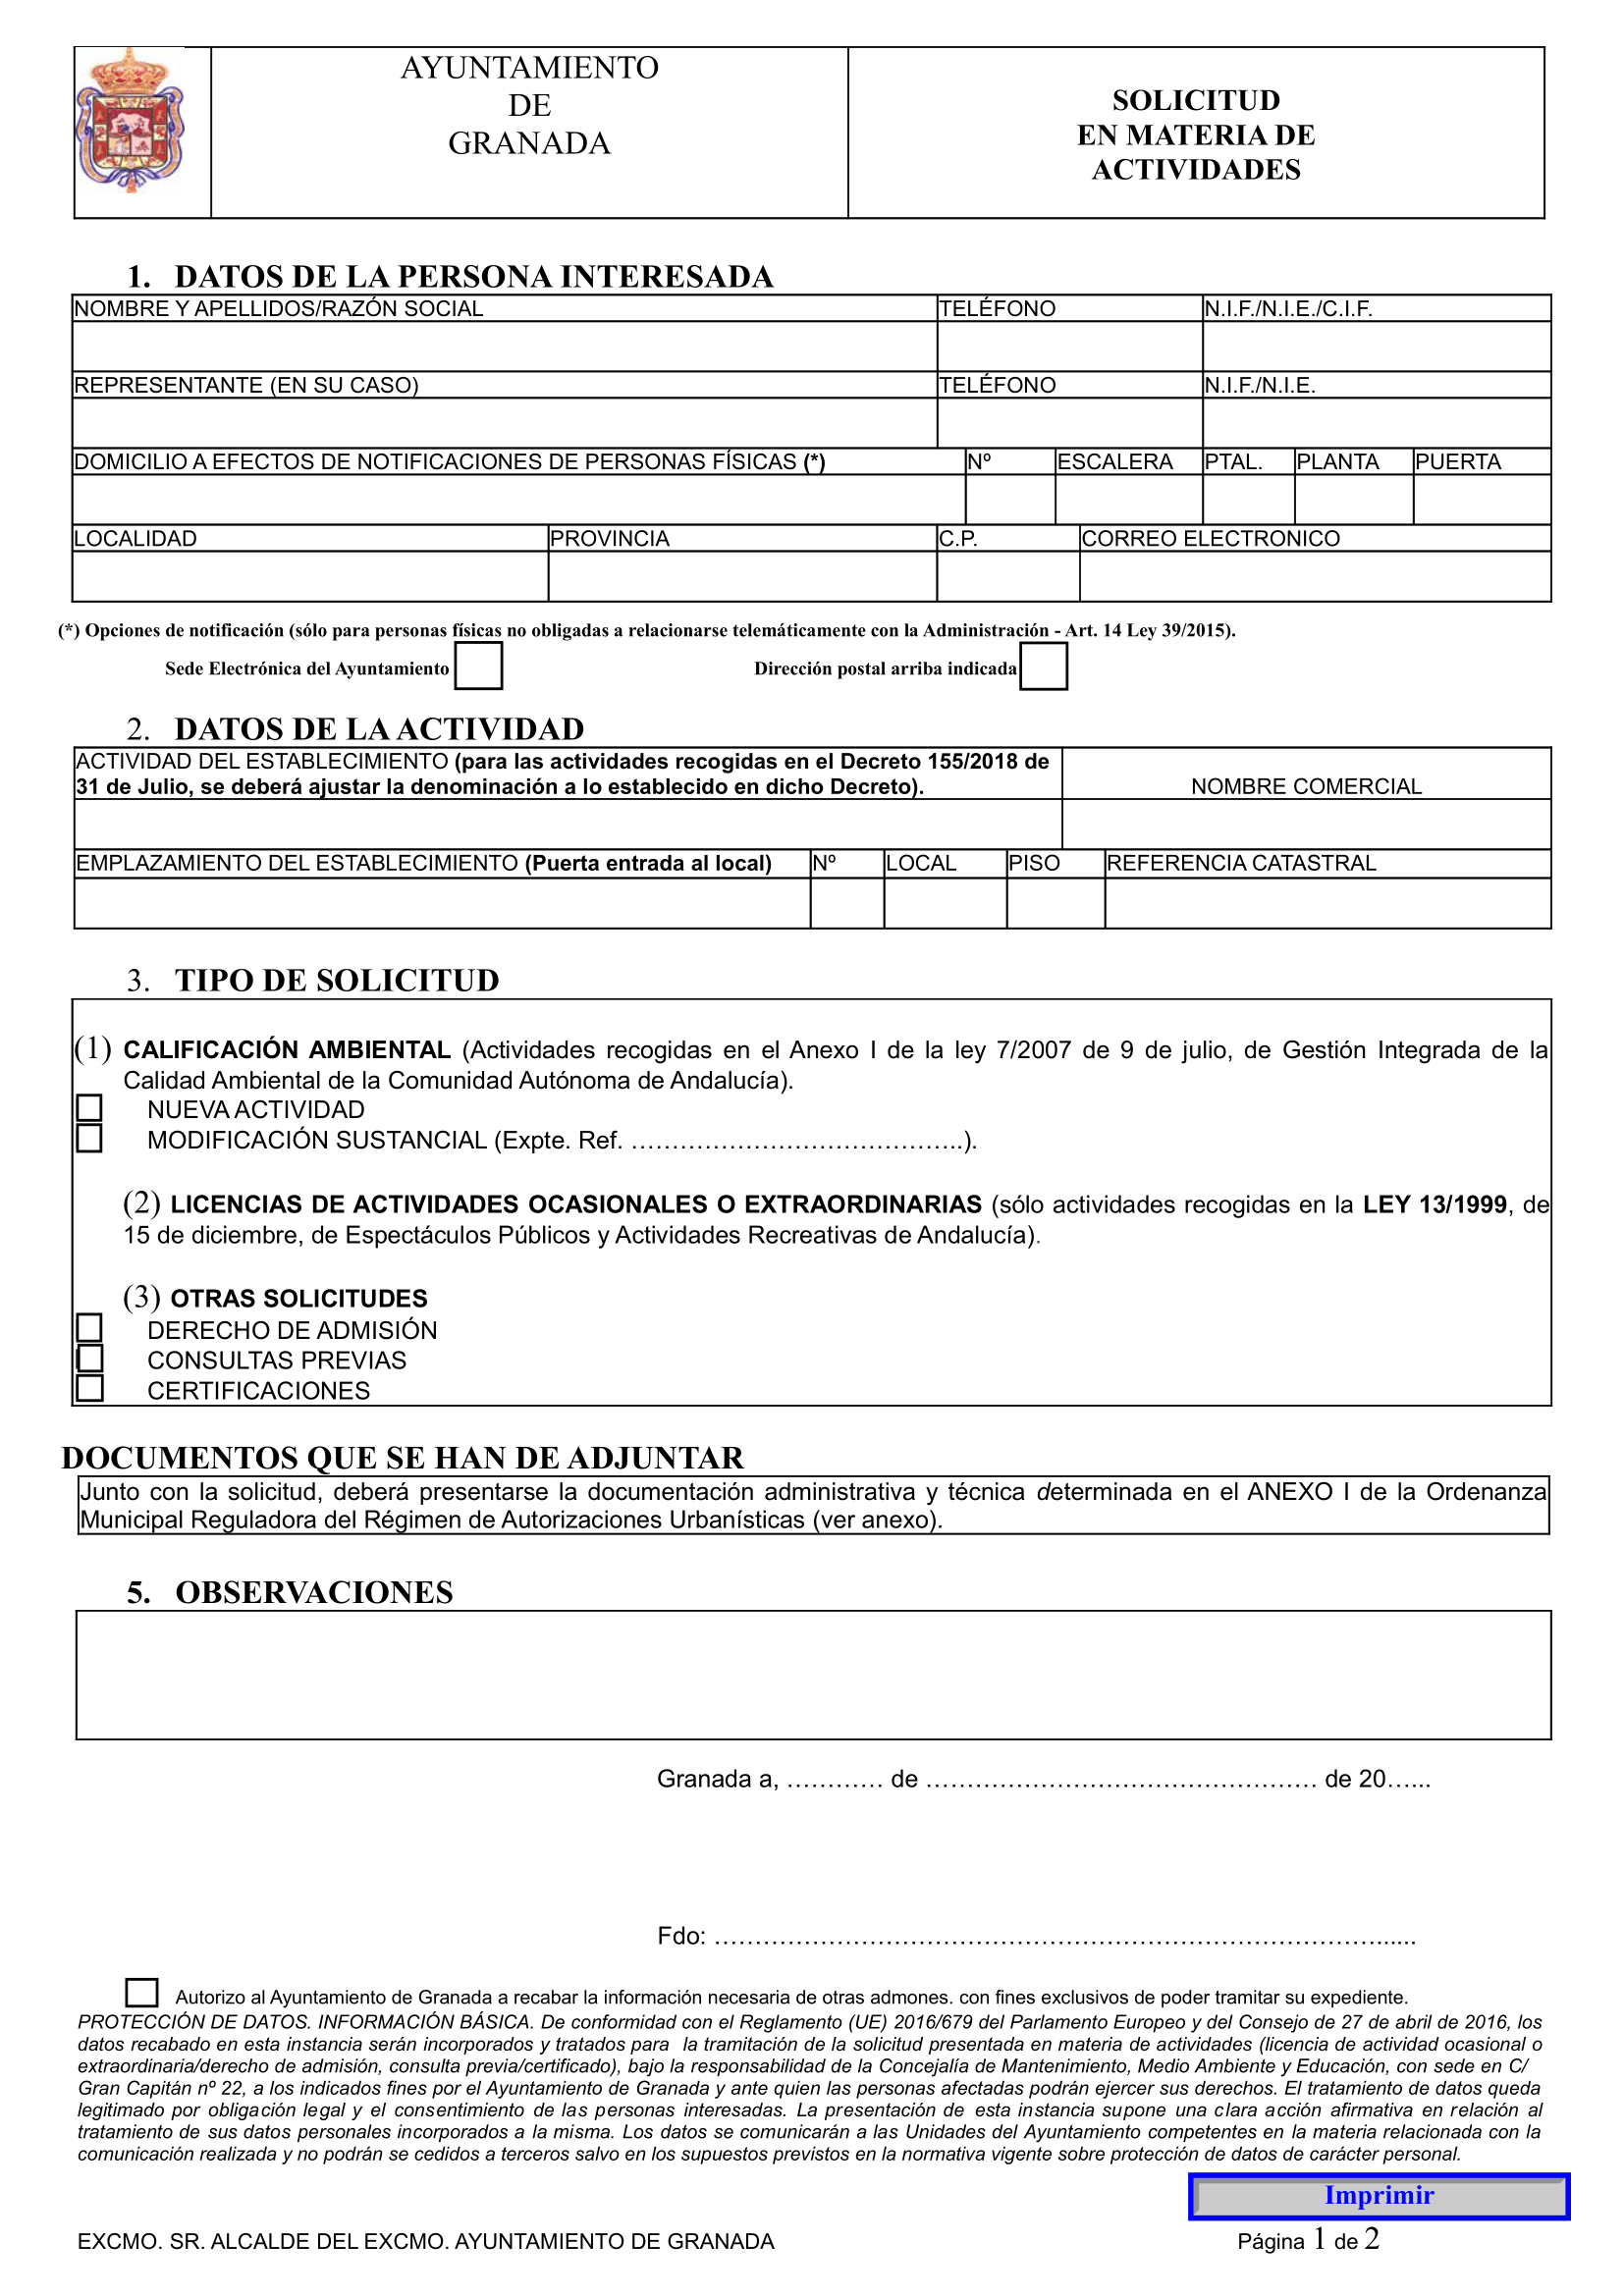 AYUNTAMIENTO
DE
GRANADA
SOLICITUD
EN MATERIA DE
ACTIVIDADES
1. DATOS DE LA PERSONA INTERESADA
NOMBRE Y APELLIDOS/RAZÓN SOCIAL TELÉFONO N.I.F./N.I.E./C.I.F.
REPRESENTANTE (EN SU CASO) TELÉFONO N.I.F./N.I.E.
DOMICILIO A EFECTOS DE NOTIFICACIONES DE PERSONAS FÍSICAS (*) Nº ESCALERA PTAL. PLANTA PUERTA
LOCALIDAD PROVINCIA C.P. CORREO ELECTRONICO
(*) Opciones de notificación (sólo para personas físicas no obligadas a relacionarse telemáticamente con la Administración - Art. 14 Ley 39/2015).
Sede Electrónica del Ayuntamiento Dirección postal arriba indicada
2. DATOS DE LA ACTIVIDAD
ACTIVIDAD DEL ESTABLECIMIENTO (para las actividades recogidas en el Decreto 155/2018 de
31 de Julio, se deberá ajustar la denominación a lo establecido en dicho Decreto). NOMBRE COMERCIAL
EMPLAZAMIENTO DEL ESTABLECIMIENTO (Puerta entrada al local) Nº LOCAL PISO REFERENCIA CATASTRAL
3. TIPO DE SOLICITUD
(1) CALIFICACIÓN AMBIENTAL (Actividades recogidas en el Anexo I de la ley 7/2007 de 9 de julio, de Gestión Integrada de la
Calidad Ambiental de la Comunidad Autónoma de Andalucía).
NUEVA ACTIVIDAD
MODIFICACIÓN SUSTANCIAL (Expte. Ref. …………………………………..).
(2) LICENCIAS DE ACTIVIDADES OCASIONALES O EXTRAORDINARIAS (sólo actividades recogidas en la LEY 13/1999, de
15 de diciembre, de Espectáculos Públicos y Actividades Recreativas de Andalucía).
(3) OTRAS SOLICITUDES
DERECHO DE ADMISIÓN
CONSULTAS PREVIAS
CERTIFICACIONES
DOCUMENTOS QUE SE HAN DE ADJUNTAR
Junto con la solicitud, deberá presentarse la documentación administrativa y técnica determinada en el ANEXO I de la Ordenanza
Municipal Reguladora del Régimen de Autorizaciones Urbanísticas (ver anexo).
5. OBSERVACIONES
Granada a, ………… de ………………………………………… de 20…...
Fdo: ……………………………………………………………………….......
Autorizo al Ayuntamiento de Granada a recabar la información necesaria de otras admones. con fines exclusivos de poder tramitar su expediente.
PROTECCIÓN DE DATOS. INFORMACIÓN BÁSICA. De conformidad con el Reglamento (UE) 2016/679 del Parlamento Europeo y del Consejo de 27 de abril de 2016, los
datos recabado en esta instancia serán incorporados y tratados para la tramitación de la solicitud presentada en materia de actividades (licencia de actividad ocasional o
extraordinaria/derecho de admisión, consulta previa/certificado), bajo la responsabilidad de la Concejalía de Mantenimiento, Medio Ambiente y Educación, con sede en C/
Gran Capitán nº 22, a los indicados fines por el Ayuntamiento de Granada y ante quien las personas afectadas podrán ejercer sus derechos. El tratamiento de datos queda
legitimado por obligación legal y el consentimiento de las personas interesadas. La presentación de esta instancia supone una clara acción afirmativa en relación al
tratamiento de sus datos personales incorporados a la misma. Los datos se comunicarán a las Unidades del Ayuntamiento competentes en la materia relacionada con la
comunicación realizada y no podrán se cedidos a terceros salvo en los supuestos previstos en la normativa vigente sobre protección de datos de carácter personal.
Imprimir
EXCMO. SR. ALCALDE DEL EXCMO. AYUNTAMIENTO DE GRANADA Página 1 de 2